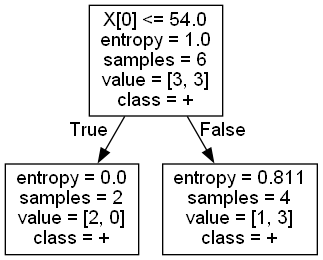 X[0] <= 54.0
entropy = 1.0
samples = 6
value = [3, 3]
class = +
True
False
entropy = 0.0
samples = 2
value = [2, 0]
class = +
entropy = 0.811
samples = 4
value = [1, 3]
class = +